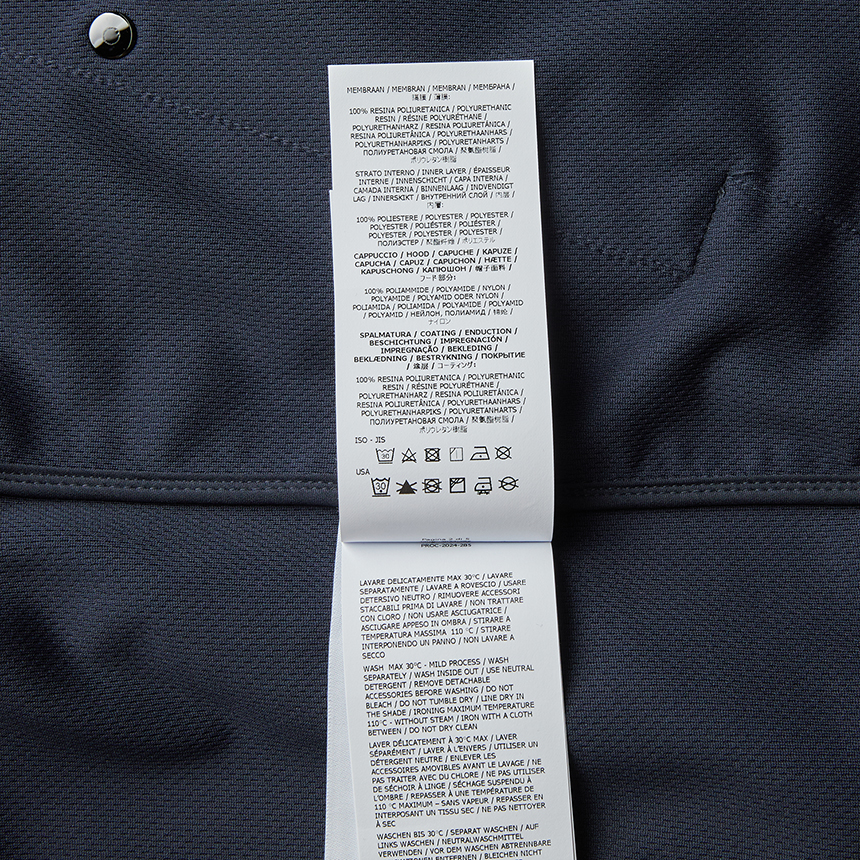 MEMBRAAN / MEMBRAN / MEMBRAN / МЕМБРАНА /
隔膜 / 薄膜:
100% RESINA POLIURETANICA / POLYURETHANIC
RESIN / RÉSINE POLYURÉTHANE /
POLYURETHANHARZ / RESINA POLIURETÁNICA /
RESINA POLIURETÂNICA / POLYURETHAANHARS /
POLYURETHANHARPIKS / POLYURETANHARTS /
ПОЛИУРЕТАНОВАЯ СМОЛА / 聚氨酯树脂 /
ポリウレタン樹脂
STRATO INTERNO / INNER LAYER / ÉPAISSEUR
INTERNE / INNENSCHICHT / CAPA INTERNA /
CAMADA INTERNA / BINNENLAAG / INDVENDIGT
LAG / INNERSKIKT / ВНУТРЕННИЙ СЛОЙ / 内层 /
内層:
100% POLIESTERE / POLYESTER / POLYESTER /
POLYESTER / POLIÉSTER / POLIÉSTER /
POLYESTER / POLYESTER / POLYESTER /
ПОЛИЭСТЕР / 聚酯纤维 / ポリエステル
CAPPUCCIO / HOOD / CAPUCHE / KAPUZE /
CAPUCHA / CAPUZ / CAPUCHON / HÆTTE /
KAPUSCHONG / КАПЮШОН / 帽子面料 /
フード部分:
100% POLIAMMIDE / POLYAMIDE / NYLON /
POLYAMIDE / POLYAMID ODER NYLON /
POLIAMIDA / POLIAMIDA / POLYAMIDE / POLYAMID
/ POLYAMID / НЕЙЛОН, ПОЛИАМИД / 锦纶 /
ナイロン
SPALMATURA / COATING / ENDUCTION /
BESCHICHTUNG / IMPREGNACIÓN /
IMPREGNAÇÃO / BEKLEDING /
BEKLÆDNING / BESTRYKNING / ПОКРЫТИЕ
/ 涂层 / コーティング:
100% RESINA POLIURETANICA / POLYURETHANIC
RESIN / RÉSINE POLYURÉTHANE /
POLYURETHANHARZ / RESINA POLIURETÁNICA /
RESINA POLIURETÂNICA / POLYURETHAANHARS /
POLYURETHANHARPIKS / POLYURETANHARTS /
ПОЛИУРЕТАНОВАЯ СМОЛА / 聚氨酯树脂 /
ポリウレタン樹脂
ISO - JIS
30
USA
30
PROC-2024-285
LAVARE DELICATAMENTE MAX 30°C / LAVARE
SEPARATAMENTE / LAVARE A ROVESCIO / USARE
DETERSIVO NEUTRO / RIMUOVERE ACCESSORI
STACCABILI PRIMA DI LAVARE / NON TRATTARE
CON CLORO / NON USARE ASCIUGATRICE /
ASCIUGARE APPESO IN OMBRA / STIRARE A
TEMPERATURA MASSIMA 110 °C / STIRARE
INTERPONENDO UN PANNO / NON LAVARE A
SECCO
WASH MAX 30°C - MILD PROCESS / WASH
SEPARATELY / WASH INSIDE OUT / USE NEUTRAL
DETERGENT / REMOVE DETACHABLE
ACCESSORIES BEFORE WASHING / DO NOT
BLEACH / DO NOT TUMBLE DRY / LINE DRY IN
THE SHADE / IRONING MAXIMUM TEMPERATURE
110°C - WITHOUT STEAM / IRON WITH A CLOTH
BETWEEN / DO NOT DRY CLEAN
LAVER DÉLICATEMENT À 30°C MAX / LAVER
SÉPARÉMENT / LAVER À L'ENVERS / UTILISER UN
DÉTERGENT NEUTRE / ENLEVER LES
ACCESSOIRES AMOVIBLES AVANT LE LAVAGE / NE
PAS TRAITER AVEC DU CHLORE / NE PAS UTILISER
DE SÉCHOIR À LINGE / SÉCHAGE SUSPENDU À
L'OMBRE / REPASSER À UNE TEMPÉRATURE DE
110 °C MAXIMUM – SANS VAPEUR / REPASSER EN
INTERPOSANT UN TISSU SEC / NE PAS NETTOYER
À SEC
WASCHEN BIS 30°C / SEPARAT WASCHEN / AUF
LINKS WASCHEN / NEUTRALWASCHMITTEL
VERWENDEN / VOR DEM WASCHEN ABTRENNBARE
ENTFERNEN / BLEICHEN NICHT